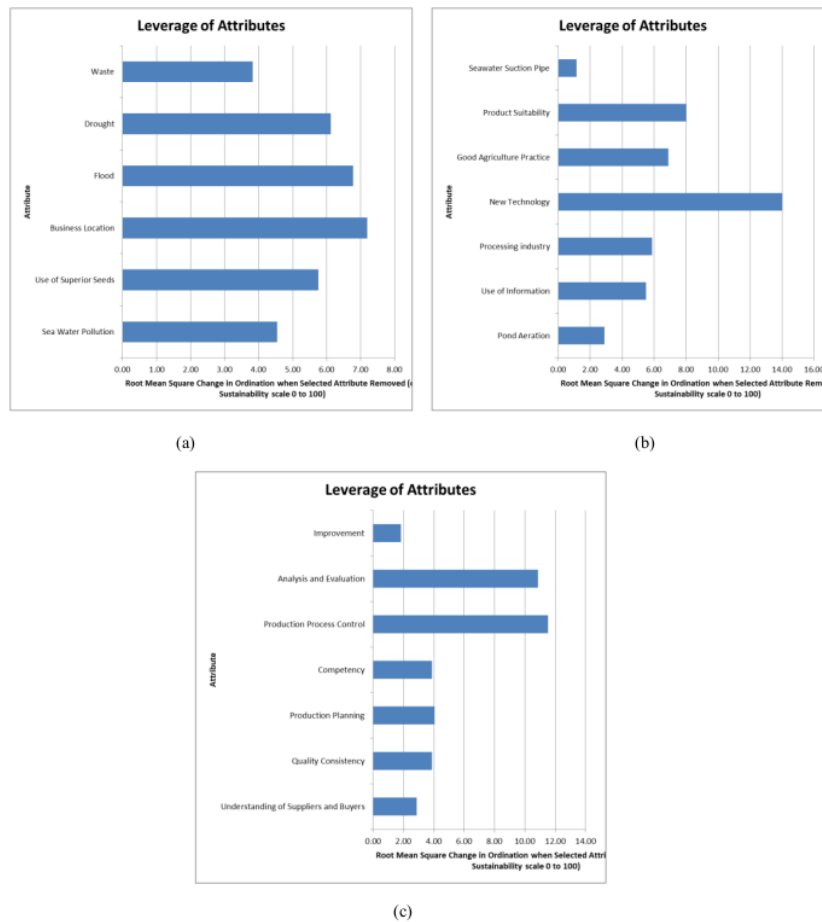 Leverage of Attributes
Waste
Drought
Flood
Business Location
Use of Superior Seeds
Sea Water Pollution
Attribute
0.00 1.00 2.00 3.00 4.00 5.00 6.00 7.00 8.00
Root Mean Square Change in Ordination when Selected Attribute Removed (
Sustainability scale 0 to 100)
(a)
Leverage of Attributes
Seawater Suction Pipe
Product Suitability
Good Agriculture Practice
New Technology
Processing industry
Use of Information
Pond Aeration
Attribute
0.00 2.00 4.00 6.00 8.00 10.00 12.00 14.00 16.00
Root Mean Square Change in Ordination when Selected Attribute Rem
Sustainability scale 0 to 100)
(b)
Leverage of Attributes
Improvement
Analysis and Evaluation
Production Process Control
Competency
Production Planning
Quality Consistency
Understanding of Suppliers and Buyers
Attribute
0.00 2.00 4.00 6.00 8.00 10.00 12.00 14.00
Root Mean Square Change in Ordination when Selected Attri
Sustainability scale 0 to 100)
(c)